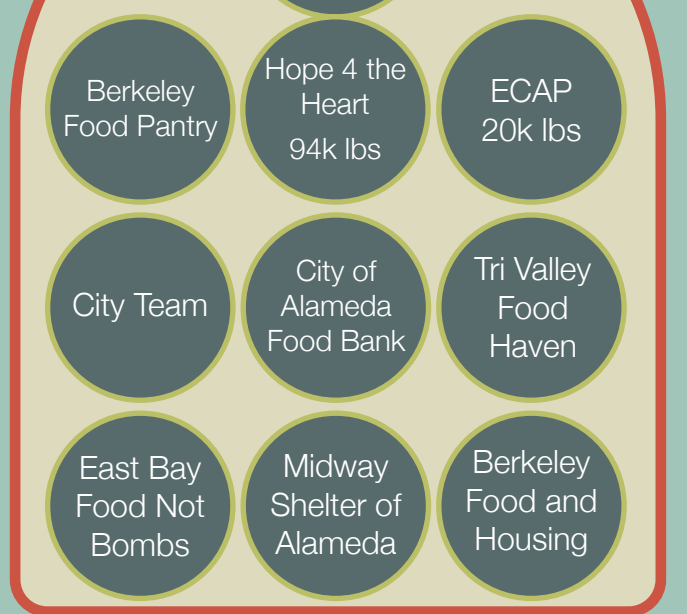 Berkeley
Food Pantry
Hope 4 the
Heart
94k lbs
ECAP
20k lbs
City Team
City of
Alameda
Food Bank
Tri Valley
Food
Haven
East Bay
Food Not
Bombs
Midway
Shelter of
Alameda
Berkeley
Food and
Housing